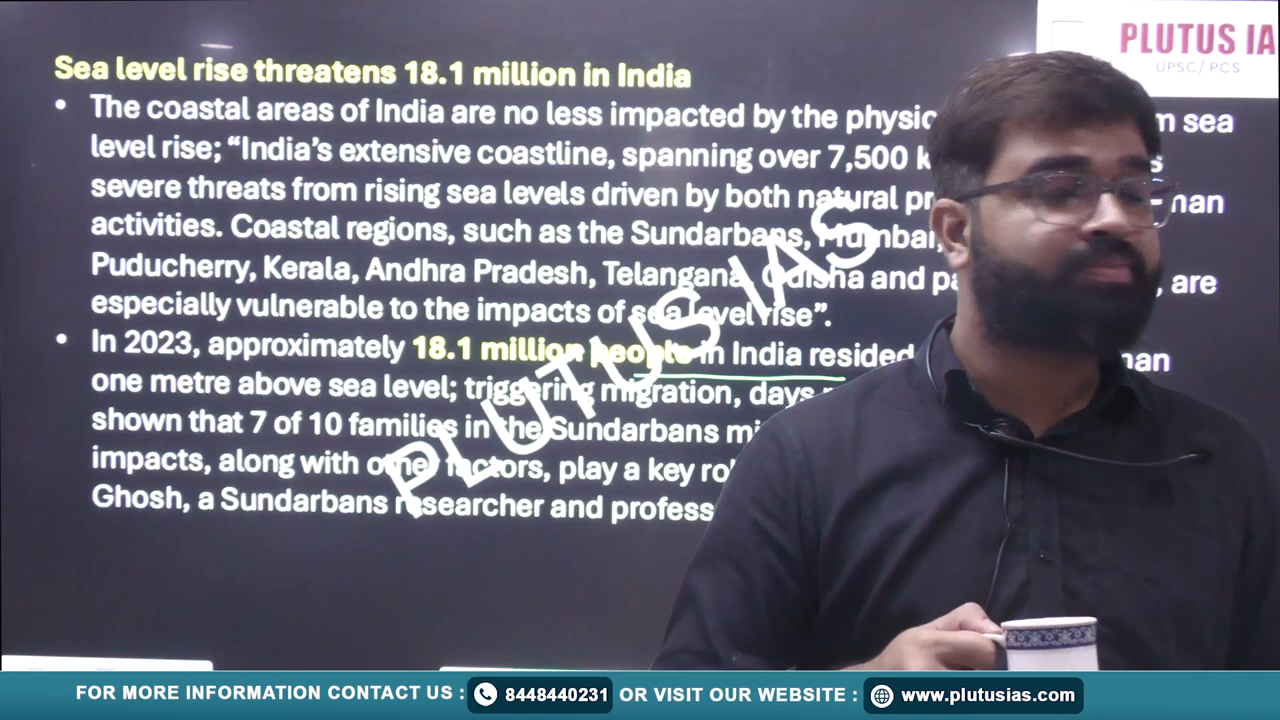 PLUTUS IA
UPSC/ PCS
Sea level rise threatens 18.1 million in India
• The coastal areas of India are no less impacted by the physic m sea
level rise; “India’s extensive coastline, spanning over 7,500 k s
severe threats from rising sea levels driven by both natural pr man
activities. Coastal regions, such as the Sundarbans, Mumbai,
Puducherry, Kerala, Andhra Pradesh, Telangana, Odisha and pa , are
especially vulnerable to the impacts of sea level rise”.
• In 2023, approximately 18.1 million people in India resided han
one metre above sea level; triggering migration, days
shown that 7 of 10 families in the Sundarbans mi
impacts, along with other factors, play a key rol
Ghosh, a Sundarbans researcher and profess
PLUTUS IAS
FOR MORE INFORMATION CONTACT US : 8448440231 OR VISIT OUR WEBSITE : www.plutusias.com